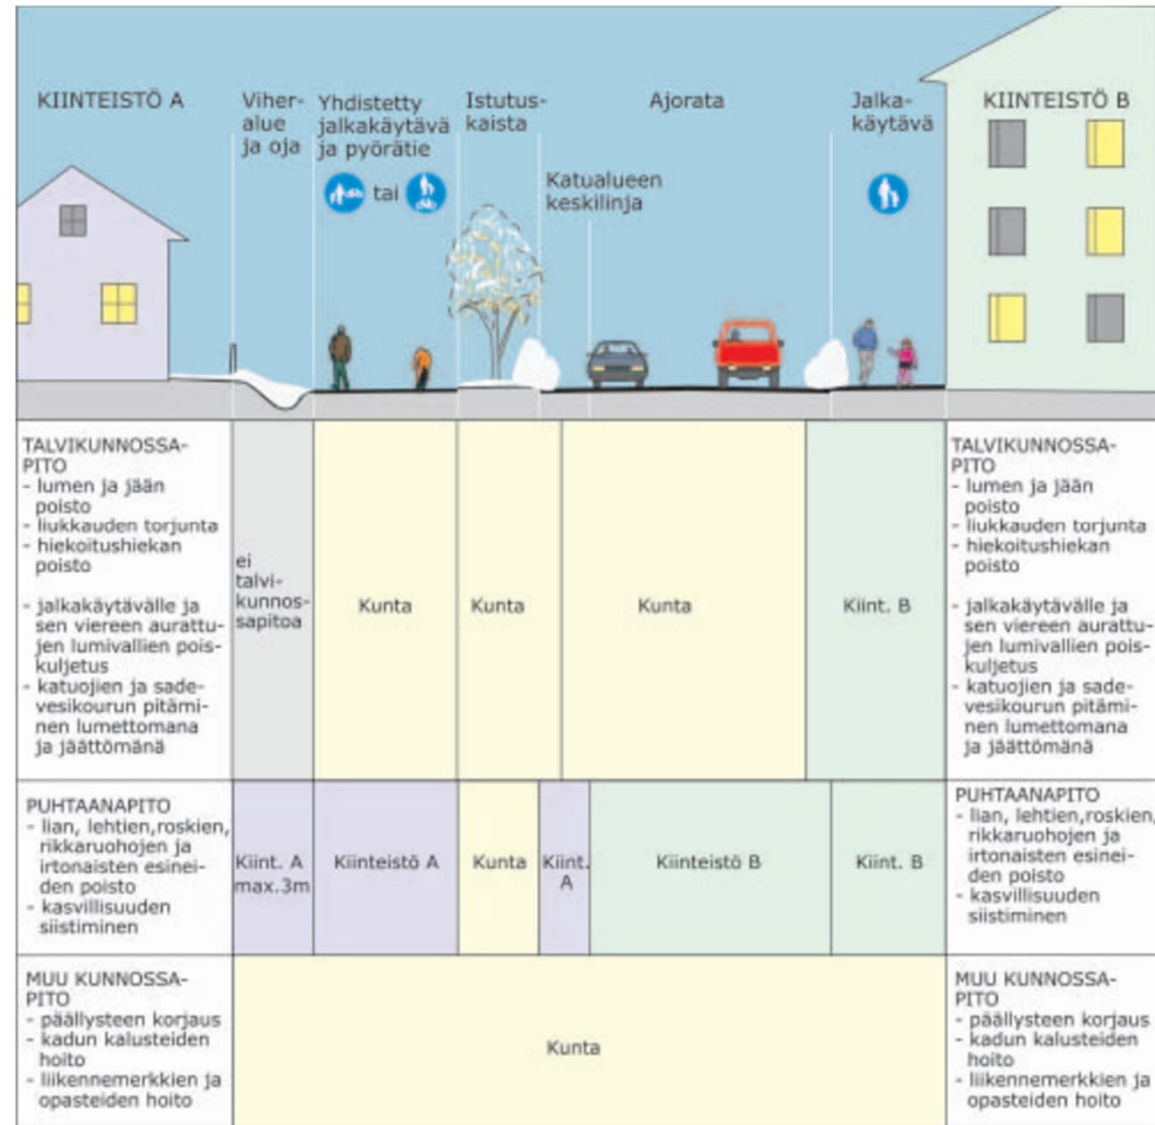 KIINTEISTÖ A
Viher-
alue
ja oja
Yhdistetty
jalkakäytävä
ja pyörätie
tai
Istutus-
kaista
Katualueen
keskilinja
Ajorata
Jalka-
käytävä
KIINTEISTÖ B
TALVIKUNNOSSA-
PITO
- lumen ja jään
poisto
- liukkauden torjunta
- hiekoitushiekan
poisto
- jalkakäytävälle ja
sen viereen aurattu-
jen lumivallien pois-
kuljetus
- katuojien ja sade-
vesikourun pitämi-
nen lumettomana
ja jäättömänä
ei
talvi-
kunnos-
sapitoa
Kunta
Kunta
Kunta
Kiint. B
TALVIKUNNOSSA-
PITO
- lumen ja jään
poisto
- liukkauden torjunta
- hiekoitushiekan
poisto
- jalkakäytävälle ja
sen viereen aurattu-
jen lumivallien pois-
kuljetus
- katuojien ja sade-
vesikourun pitämi-
nen lumettomana
ja jäättömänä
PUHTAANAPITO
- lian, lehtien,roskien,
rikkaruohojen ja
irtonaisten esinei-
den poisto
- kasvillisuuden
siistiminen
Kiint. A
max.3m
Kiinteistö A
Kunta
Kiint.
A
Kiinteistö B
Kiint. B
PUHTAANAPITO
- lian, lehtien,roskien,
rikkaruohojen ja
irtonaisten esinei-
den poisto
- kasvillisuuden
siistiminen
MUU KUNNOSSA-
PITO
- päällysteen korjaus
- kadun kalusteiden
hoito
- liikennemerkkien ja
opasteiden hoito
Kunta
MUU KUNNOSSA-
PITO
- päällysteen korjaus
- kadun kalusteiden
hoito
- liikennemerkkien ja
opasteiden hoito